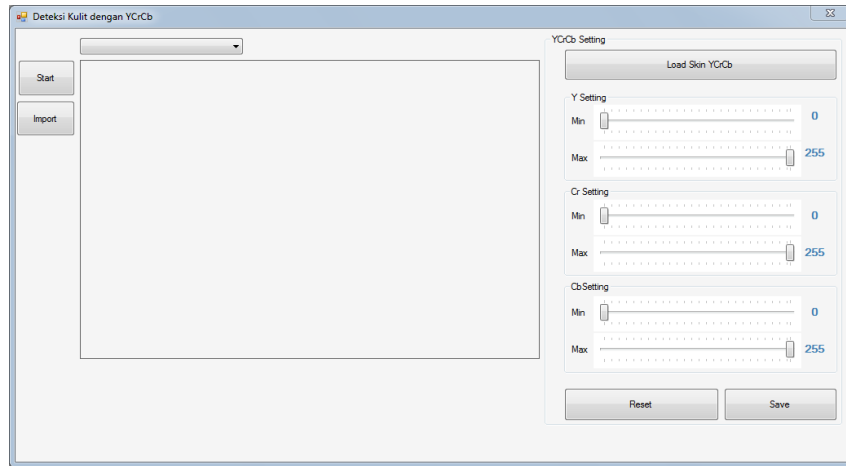 Deteksi Kulit dengan YCrCb
YCrCb Setting
Start
Import
Load Skin YCrCb
Y Setting
Min 0
Max 255
Cr Setting
Min 0
Max 255
CbSetting
Min 0
Max 255
Reset Save